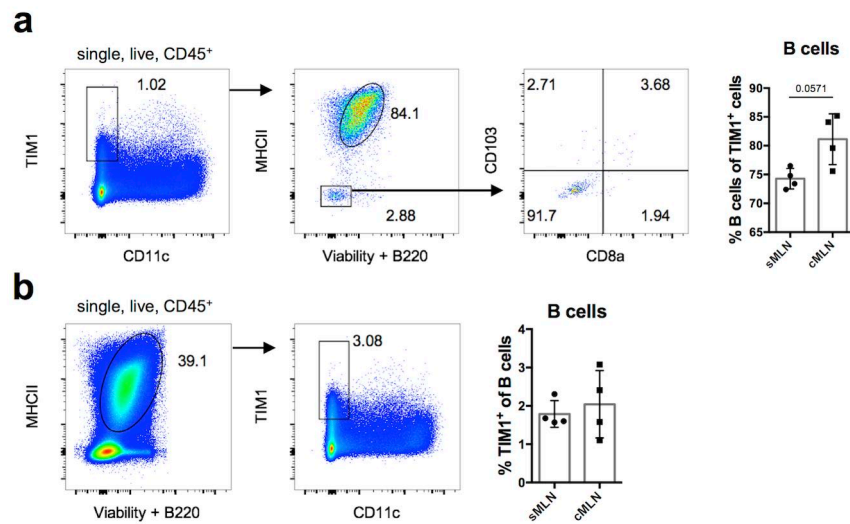 a
single, live, CD45⁺
1.02
TIM1
CD11c
84.1
2.88
MHCII
Viability + B220
2.71
3.68
91.7
1.94
CD103
CD8a
B cells
0.0571
% B cells of TIM1⁺ cells
90
85
80
75
70
65
sMLN
cMLN
b
single, live, CD45⁺
39.1
MHCII
Viability + B220
3.08
TIM1
CD11c
B cells
% TIM1⁺ of B cells
4
3
2
1
0
sMLN
cMLN